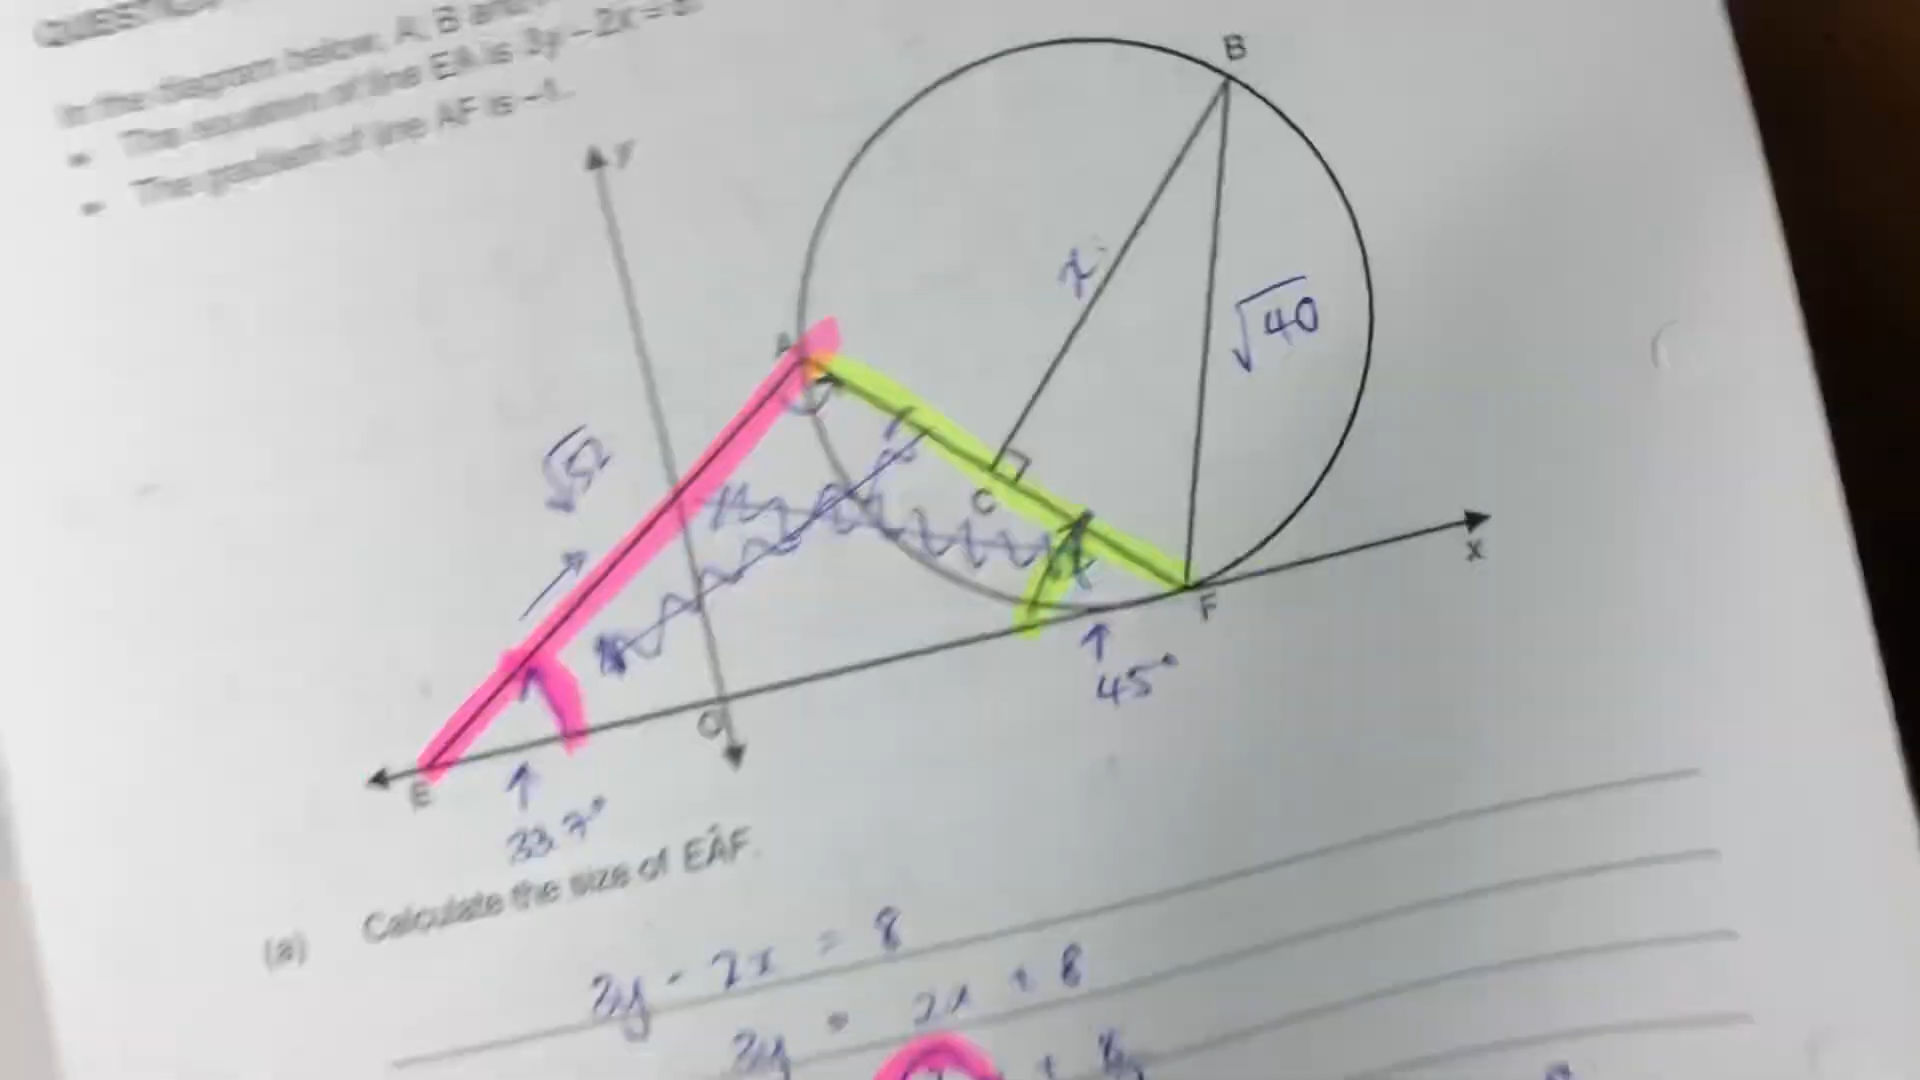 In the diagram below, A, B and
• The equation of line EA is 3y – 2x = 8.
• The gradient of line AF is –1.
y
B
x
√40
A
√52
C
x
F
45°
O
E
33.7°
(a) Calculate the size of EÂF.
3y - 2x = 8
3y = 2x + 8